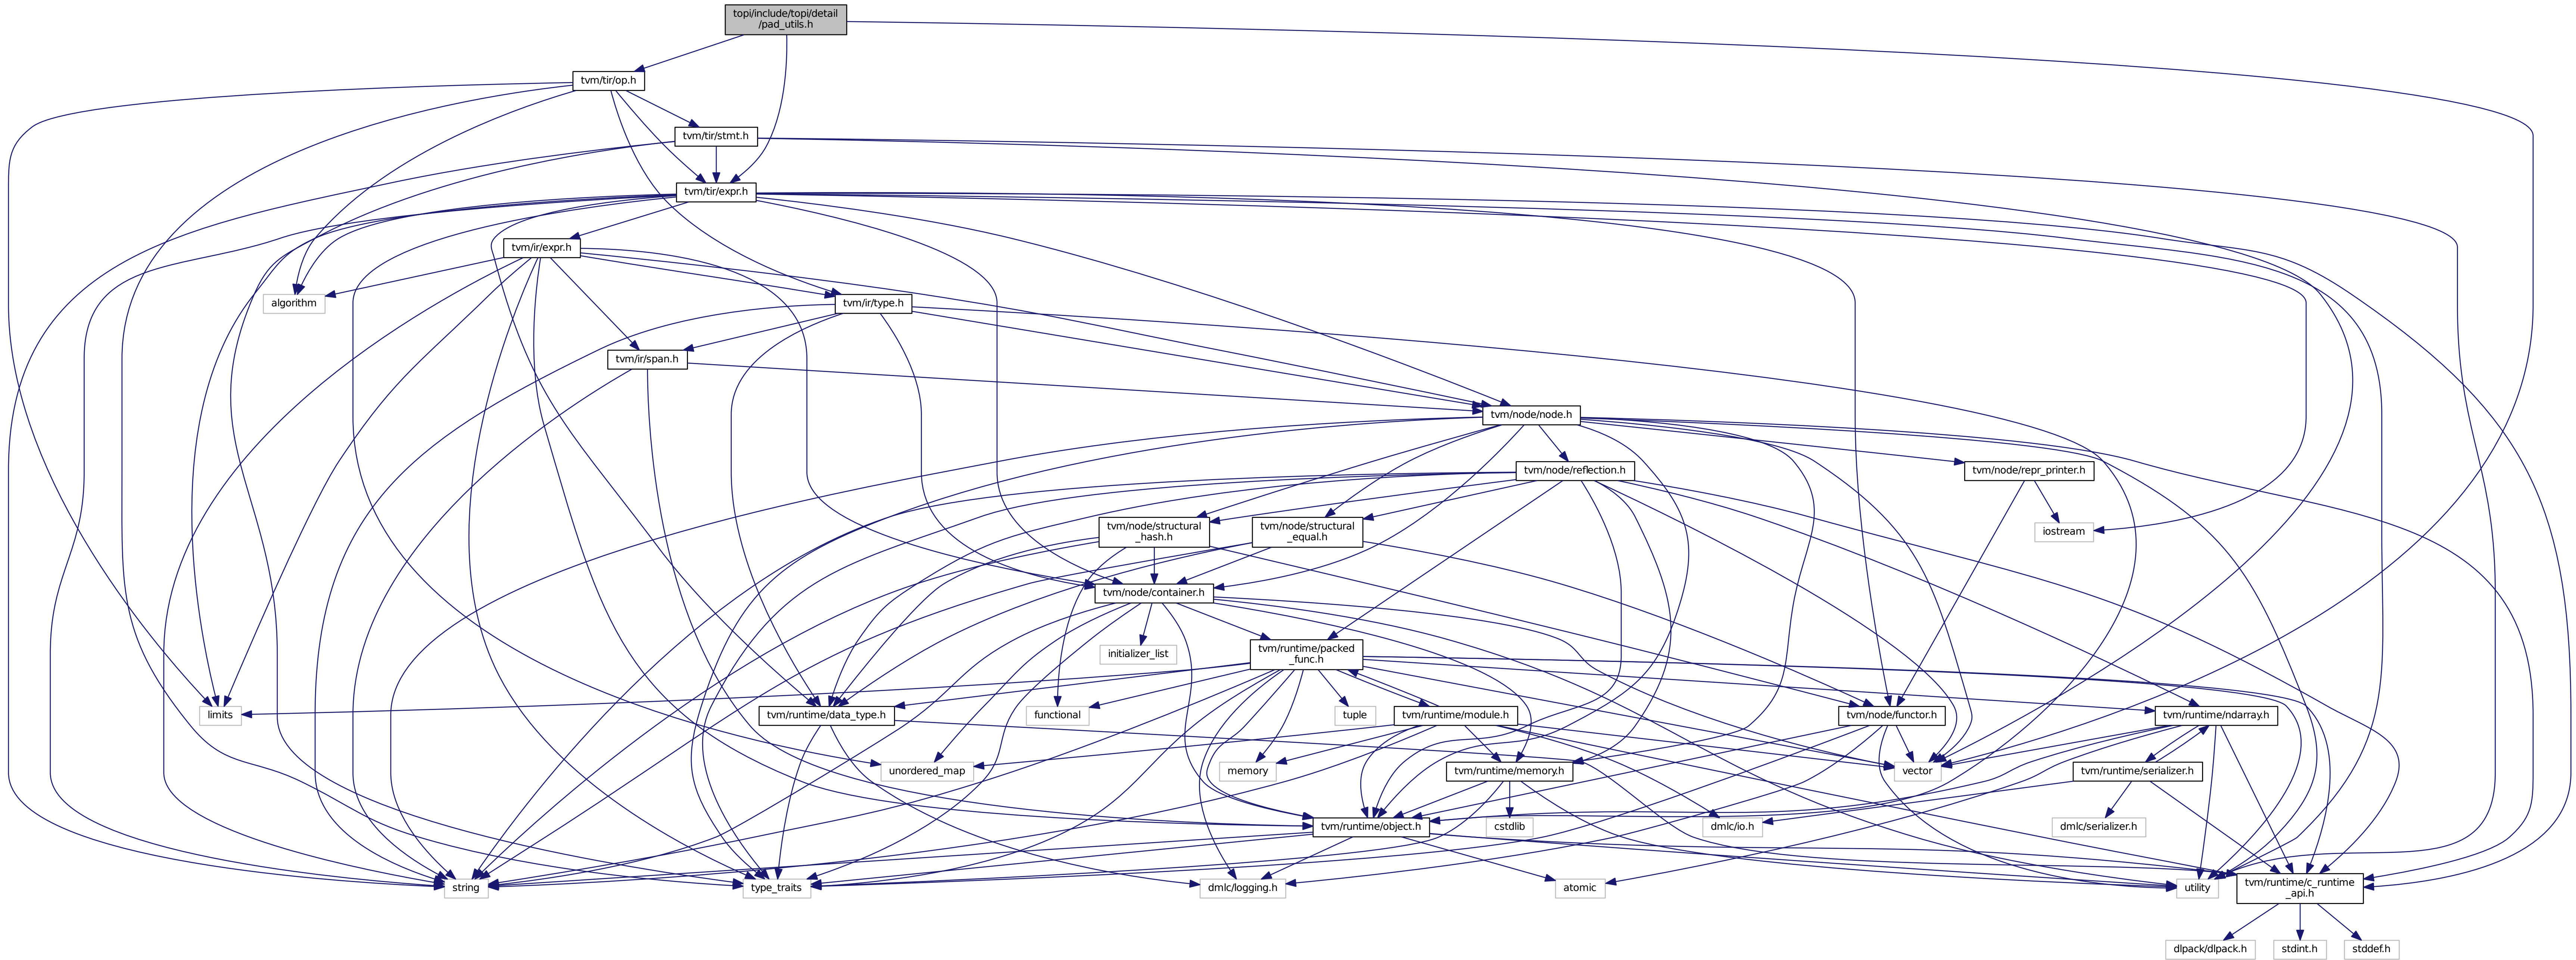 topi/include/topi/detail
/pad_utils.h
tvm/tir/op.h
tvm/tir/stmt.h
tvm/tir/expr.h
tvm/ir/expr.h
algorithm
tvm/ir/type.h
tvm/ir/span.h
tvm/node/node.h
tvm/node/reflection.h
tvm/node/repr_printer.h
tvm/node/structural
_hash.h
tvm/node/structural
_equal.h
iostream
tvm/node/container.h
initializer_list
tvm/runtime/packed
_func.h
limits
tvm/runtime/data_type.h
functional
tuple
tvm/runtime/module.h
tvm/node/functor.h
tvm/runtime/ndarray.h
unordered_map
memory
tvm/runtime/memory.h
vector
tvm/runtime/serializer.h
tvm/runtime/object.h
cstdlib
dmlc/io.h
dmlc/serializer.h
string
type_traits
dmlc/logging.h
atomic
utility
tvm/runtime/c_runtime
_api.h
dlpack/dlpack.h
stdint.h
stddef.h